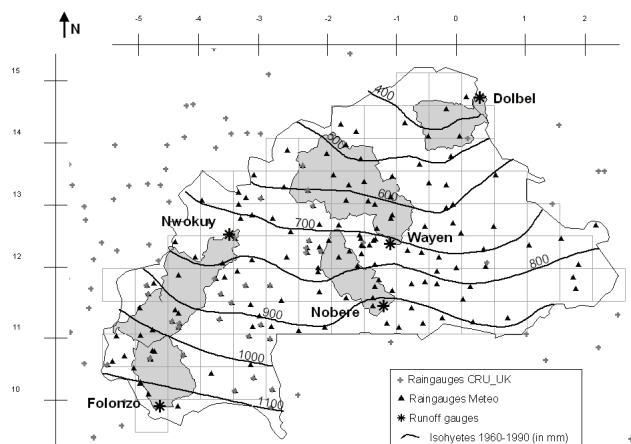 N
-5 -4 -3 -2 -1 0 1 2
15
400
Dolbel
14
500
13
600
Nwokuy
700
Wayen
12
800
Nobere
900
11
1000
10
1100
Folonzo
Raingauges CRU_UK
Raingauges Meteo
Runoff gauges
Isohyetes 1960-1990 (in mm)